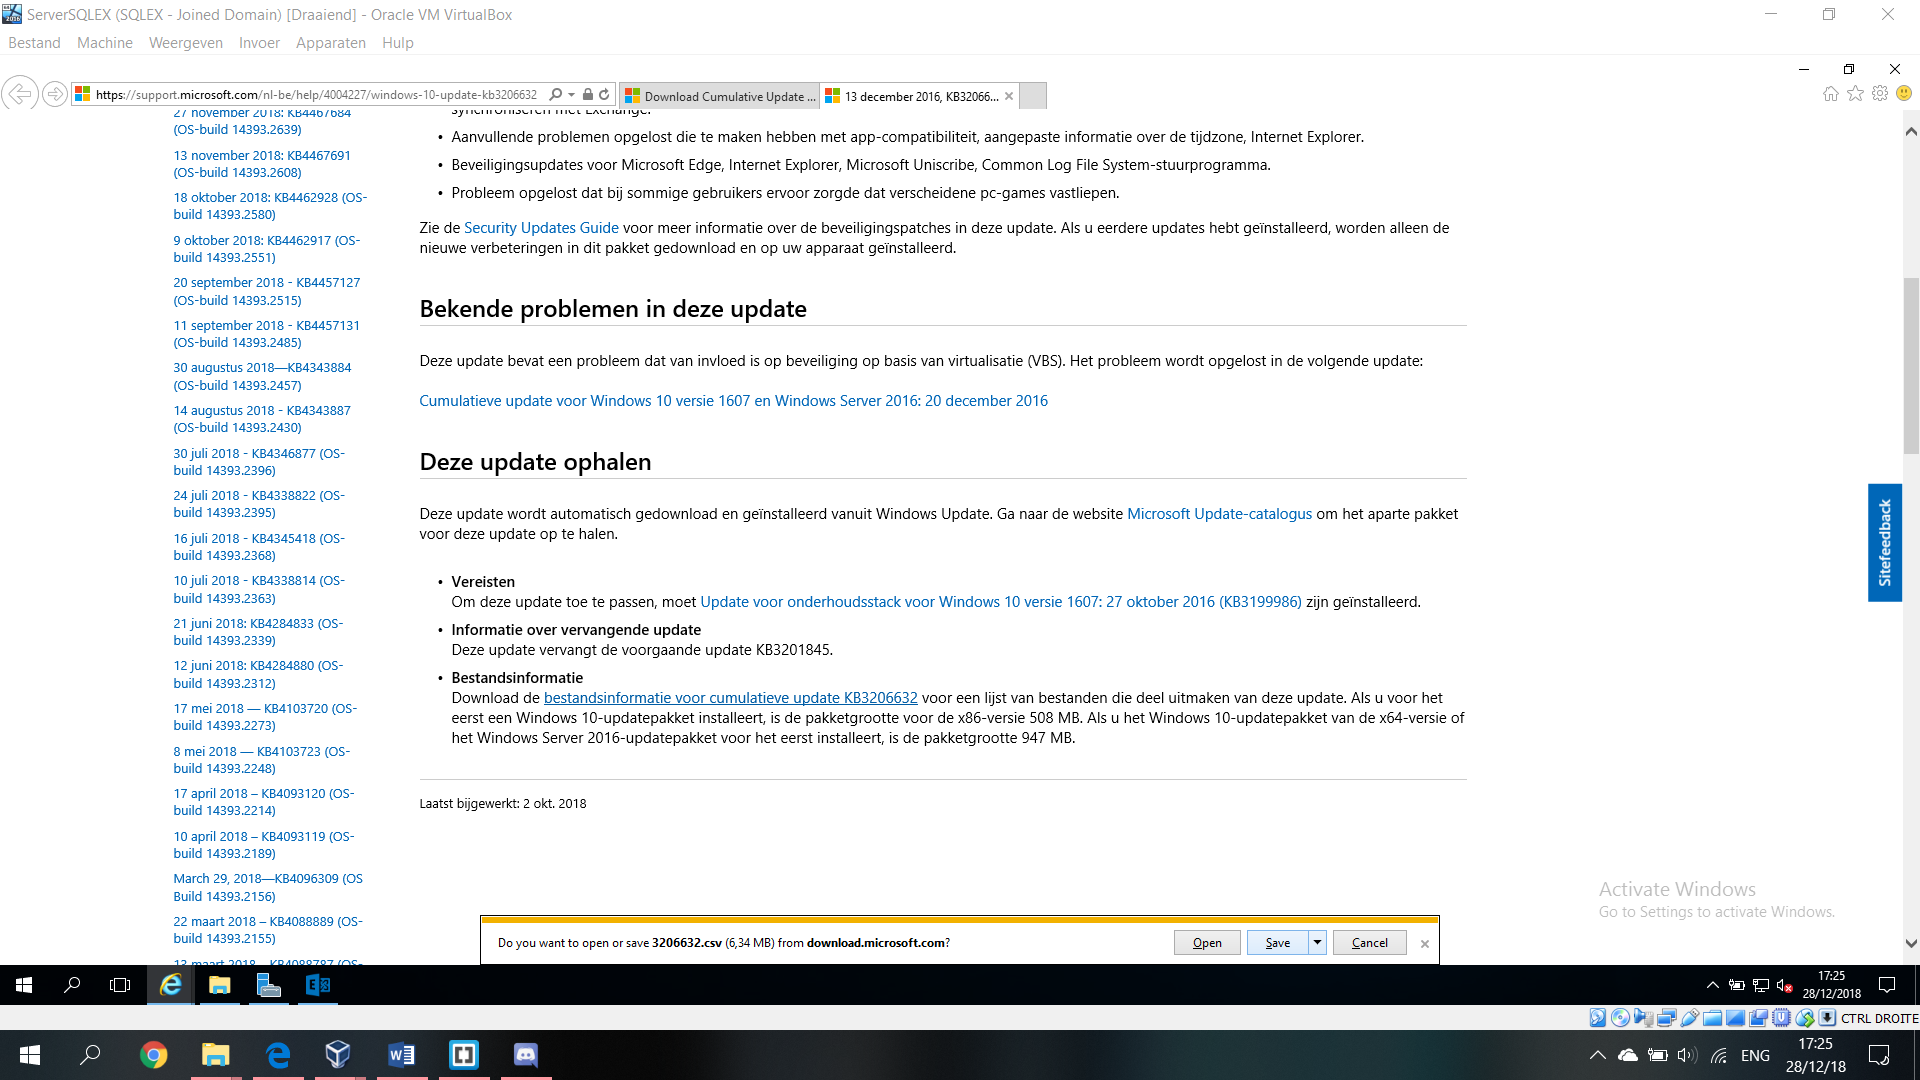 ServerSQLEX (SQLEX - Joined Domain) [Draaiend] - Oracle VM VirtualBox
Bestand Machine Weergeven Invoer Apparaten Hulp
https://support.microsoft.com/nl-be/help/4004227/windows-10-update-kb3206632
Download Cumulative Update ...
13 december 2016, KB32066...
27 november 2018: KB4467684
(OS-build 14393.2639)
13 november 2018: KB4467691
(OS-build 14393.2608)
18 oktober 2018: KB4462928 (OS-
build 14393.2580)
9 oktober 2018: KB4462917 (OS-
build 14393.2551)
20 september 2018 - KB4457127
(OS-build 14393.2515)
11 september 2018 - KB4457131
(OS-build 14393.2485)
30 augustus 2018—KB4343884
(OS-build 14393.2457)
14 augustus 2018 - KB4343887
(OS-build 14393.2430)
30 juli 2018 - KB4346877 (OS-
build 14393.2396)
24 juli 2018 - KB4338822 (OS-
build 14393.2395)
16 juli 2018 - KB4345418 (OS-
build 14393.2368)
10 juli 2018 - KB4338814 (OS-
build 14393.2363)
21 juni 2018: KB4284833 (OS-
build 14393.2339)
12 juni 2018: KB4284880 (OS-
build 14393.2312)
17 mei 2018 — KB4103720 (OS-
build 14393.2273)
8 mei 2018 — KB4103723 (OS-
build 14393.2248)
17 april 2018 – KB4093120 (OS-
build 14393.2214)
10 april 2018 – KB4093119 (OS-
build 14393.2189)
March 29, 2018—KB4096309 (OS
Build 14393.2156)
22 maart 2018 – KB4088889 (OS-
build 14393.2155)
13 maart 2018 – KB4088787 (OS-
synchroniseren met Exchange.
• Aanvullende problemen opgelost die te maken hebben met app-compatibiliteit, aangepaste informatie over de tijdzone, Internet Explorer.
• Beveiligingsupdates voor Microsoft Edge, Internet Explorer, Microsoft Uniscribe, Common Log File System-stuurprogramma.
• Probleem opgelost dat bij sommige gebruikers ervoor zorgde dat verscheidene pc-games vastliepen.
Zie de Security Updates Guide voor meer informatie over de beveiligingspatches in deze update. Als u eerdere updates hebt geïnstalleerd, worden alleen de
nieuwe verbeteringen in dit pakket gedownload en op uw apparaat geïnstalleerd.
Bekende problemen in deze update
Deze update bevat een probleem dat van invloed is op beveiliging op basis van virtualisatie (VBS). Het probleem wordt opgelost in de volgende update:
Cumulatieve update voor Windows 10 versie 1607 en Windows Server 2016: 20 december 2016
Deze update ophalen
Deze update wordt automatisch gedownload en geïnstalleerd vanuit Windows Update. Ga naar de website Microsoft Update-catalogus om het aparte pakket
voor deze update op te halen.
• Vereisten
Om deze update toe te passen, moet Update voor onderhoudsstack voor Windows 10 versie 1607: 27 oktober 2016 (KB3199986) zijn geïnstalleerd.
• Informatie over vervangende update
Deze update vervangt de voorgaande update KB3201845.
• Bestandsinformatie
Download de bestandsinformatie voor cumulatieve update KB3206632 voor een lijst van bestanden die deel uitmaken van deze update. Als u voor het
eerst een Windows 10-updatepakket installeert, is de pakketgrootte voor de x86-versie 508 MB. Als u het Windows 10-updatepakket van de x64-versie of
het Windows Server 2016-updatepakket voor het eerst installeert, is de pakketgrootte 947 MB.
Laatst bijgewerkt: 2 okt. 2018
Sitefeedback
Activate Windows
Go to Settings to activate Windows.
Do you want to open or save 3206632.csv (6,34 MB) from download.microsoft.com?
Open Save Cancel
17:25
28/12/2018
CTRL DROITE
ENG
17:25
28/12/18